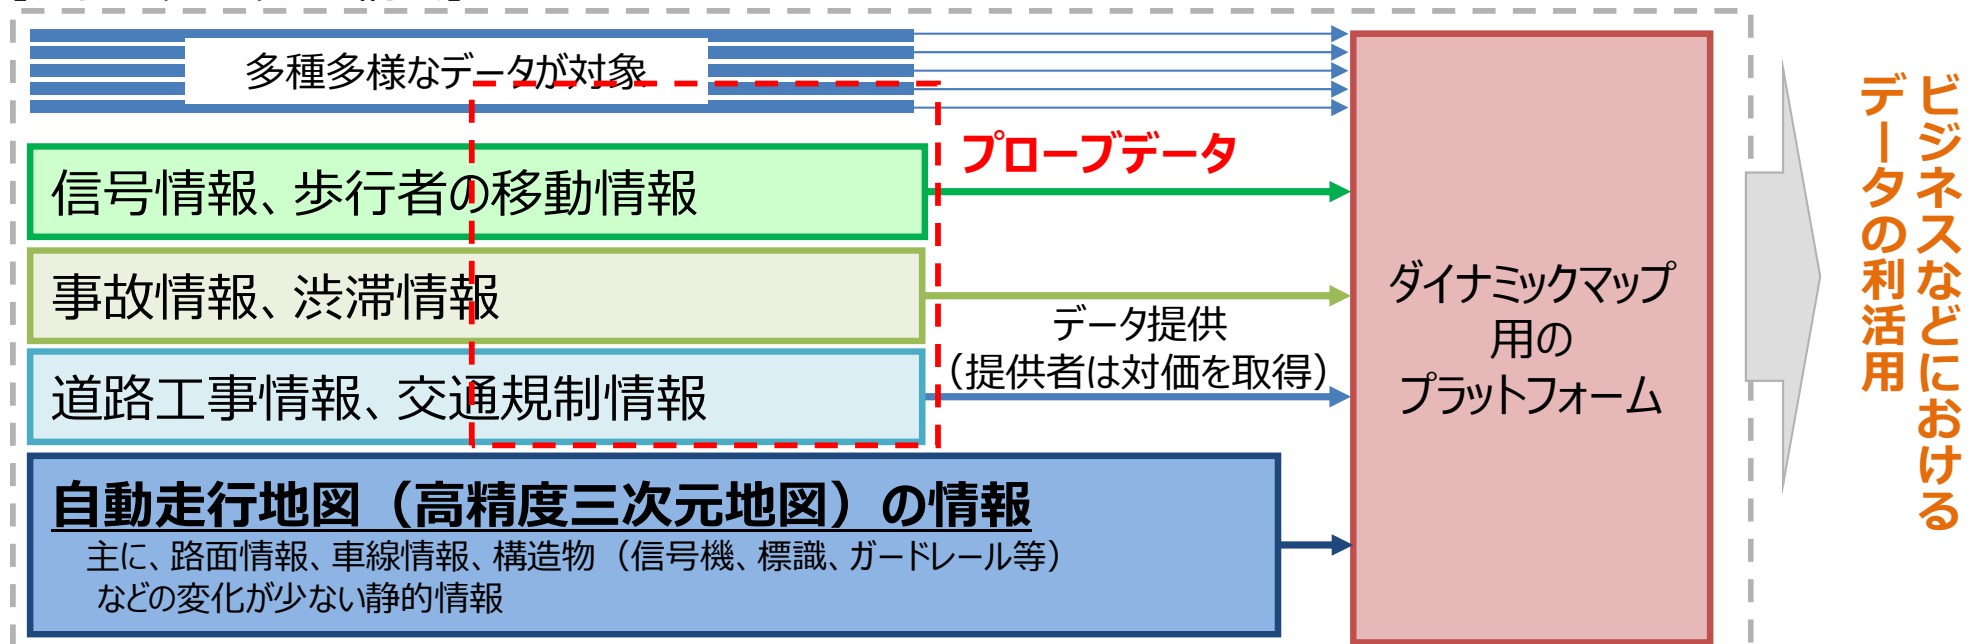 多種多様なデータが対象
プローブデータ
信号情報、歩行者の移動情報
事故情報、渋滞情報
データ提供
（提供者は対価を取得）
道路工事情報、交通規制情報
自動走行地図（高精度三次元地図）の情報
主に、路面情報、車線情報、構造物（信号機、標識、ガードレール等）
などの変化が少ない静的情報
ダイナミックマップ
用の
プラットフォーム
ビジネスなどにおける
データの利活用